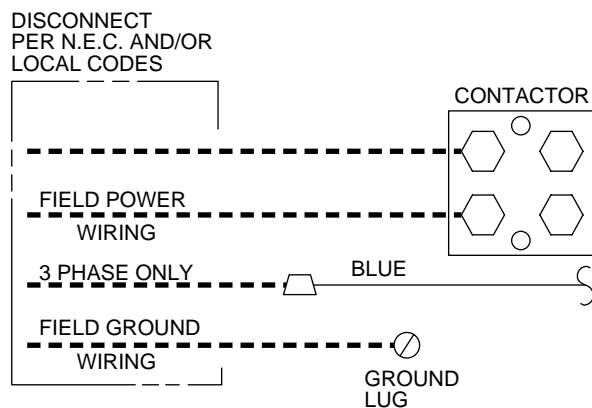 DISCONNECT
PER N.E.C. AND/OR
LOCAL CODES
CONTACTOR
FIELD POWER
WIRING
3 PHASE ONLY
BLUE
FIELD GROUND
WIRING
GROUND
LUG